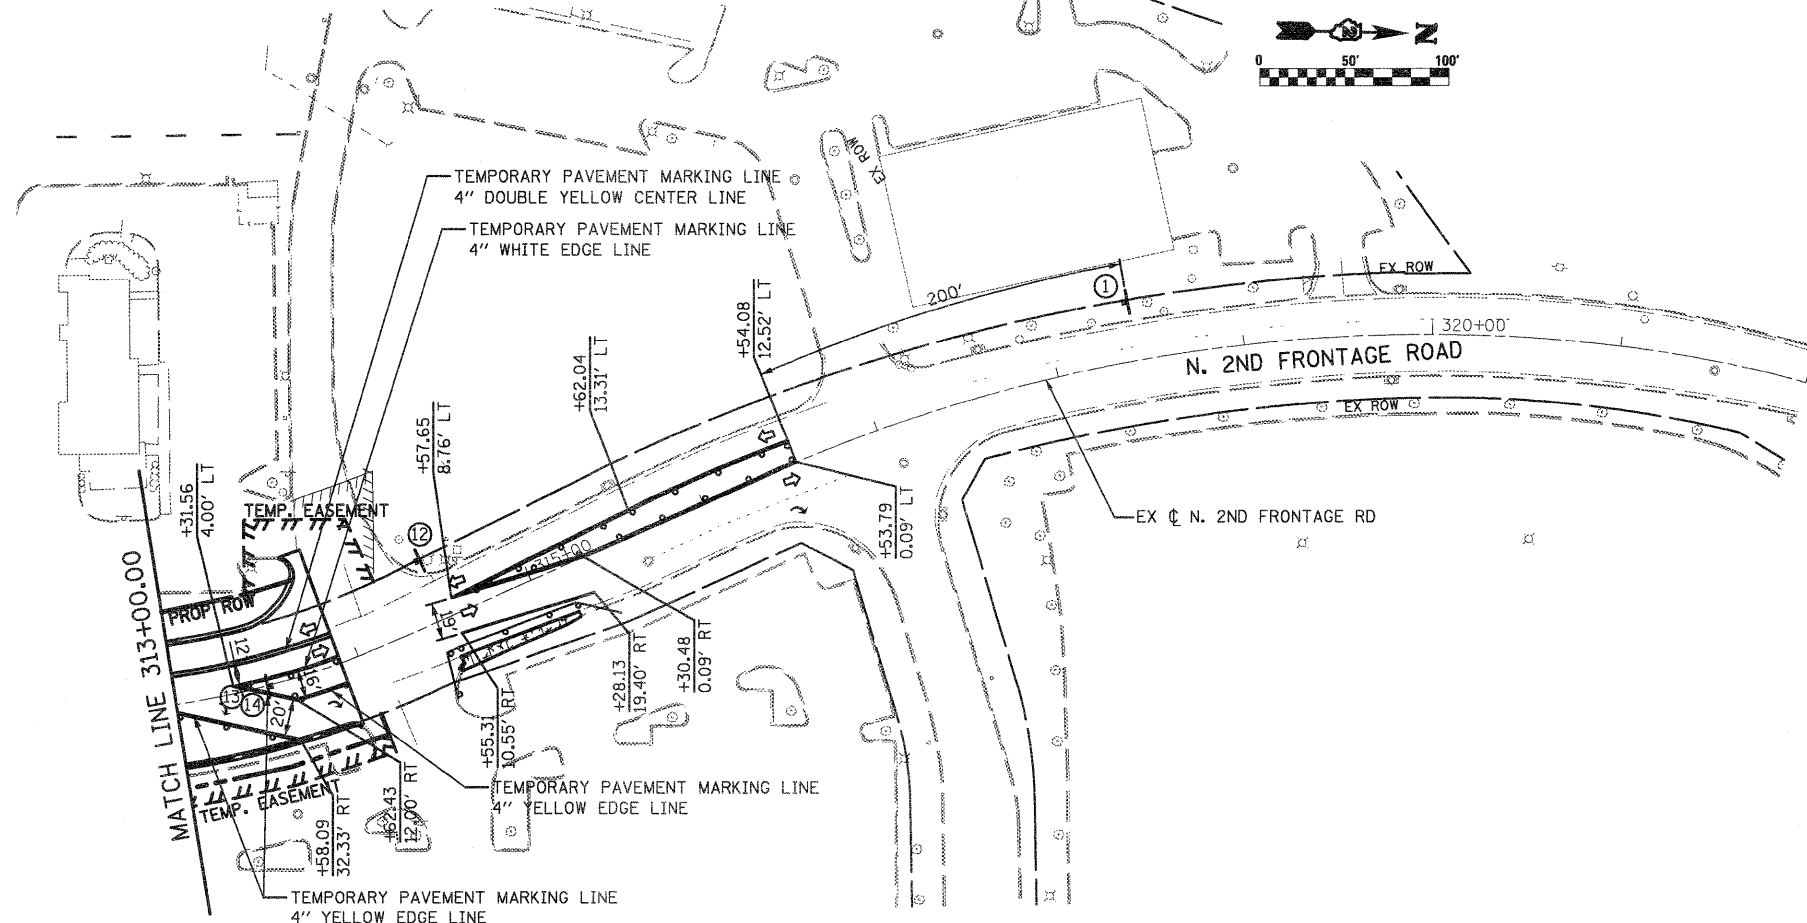 N
0 50' 100'
EX ROW
TEMPORARY PAVEMENT MARKING LINE
4" DOUBLE YELLOW CENTER LINE
TEMPORARY PAVEMENT MARKING LINE
4" WHITE EDGE LINE
EX ROW
200'
1
+54.08
12.52' LT
320+00
N. 2ND FRONTAGE ROAD
+62.04
13.31' LT
EX ROW
+57.65
8.76' LT
+31.56
4.00' LT
TEMP. EASEMENT
EX ℄ N. 2ND FRONTAGE RD
+53.79
0.09' LT
12
315+00
MATCH LINE 313+00.00
PROP ROW
16'
12'
16'
13
14
20'
+30.48
0.09' RT
+28.13
19.40' RT
+55.31
10.55' RT
TEMPORARY PAVEMENT MARKING LINE
4" YELLOW EDGE LINE
TEMP. EASEMENT
+62.43
12.00' RT
+58.09
32.33' RT
TEMPORARY PAVEMENT MARKING LINE
4" YELLOW EDGE LINE